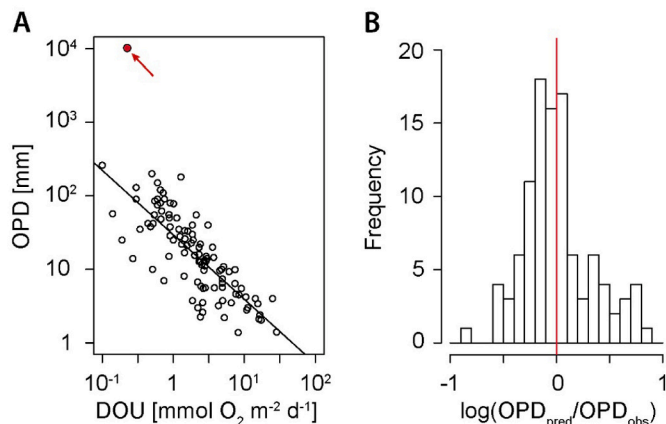 A
10⁴
10³
10²
10
1
OPD [mm]
10⁻¹
1
10¹
10²
DOU [mmol O₂ m⁻² d⁻¹]
B
20
15
10
5
0
Frequency
-1
0
1
log(OPD_pred/OPD_obs)